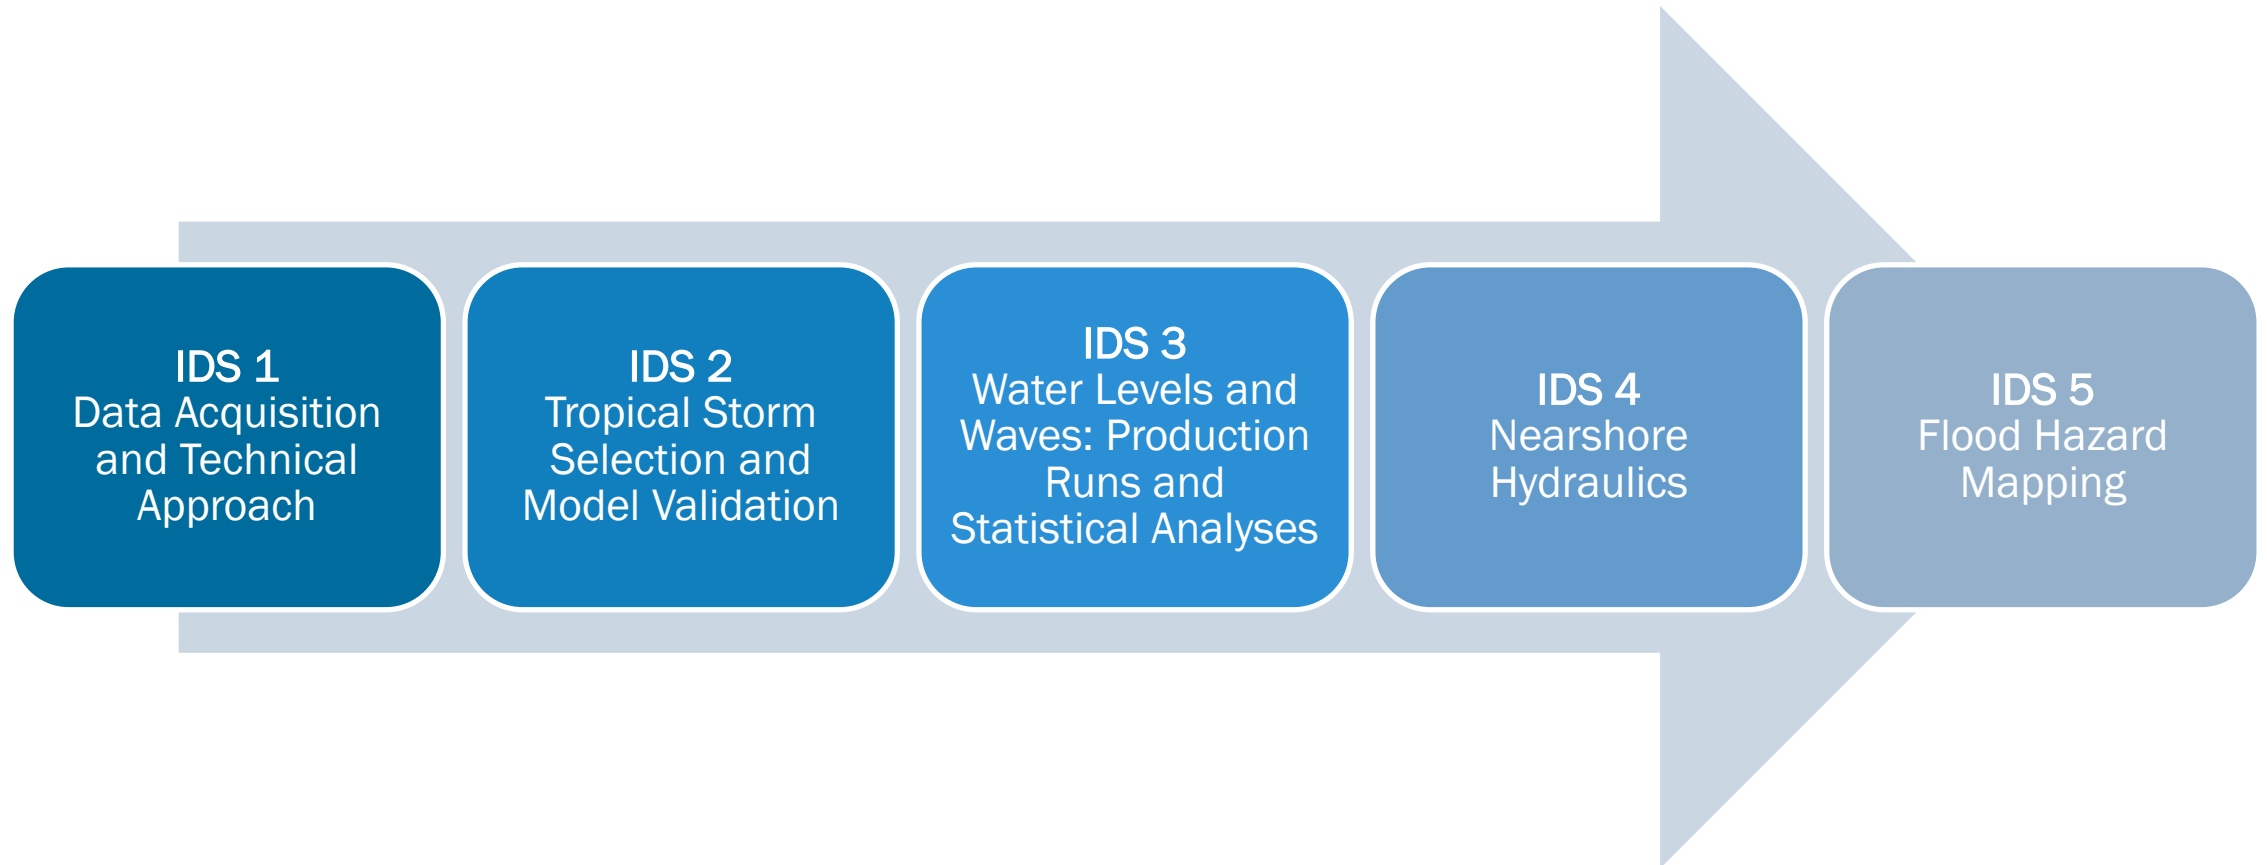 IDS 1
Data Acquisition
and Technical
Approach
IDS 2
Tropical Storm
Selection and
Model Validation
IDS 3
Water Levels and
Waves: Production
Runs and
Statistical Analyses
IDS 4
Nearshore
Hydraulics
IDS 5
Flood Hazard
Mapping